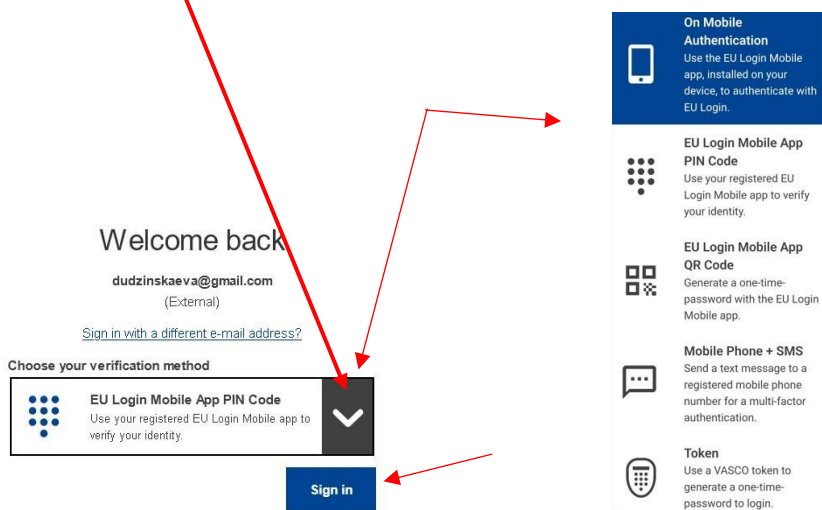 Welcome back
dudzinskaeva@gmail.com
(External)
Sign in with a different e-mail address?
Choose your verification method
EU Login Mobile App PIN Code
Use your registered EU Login Mobile app to
verify your identity.
Sign in
On Mobile
Authentication
Use the EU Login Mobile
app, installed on your
device, to authenticate with
EU Login.
EU Login Mobile App
PIN Code
Use your registered EU
Login Mobile app to verify
your identity.
EU Login Mobile App
QR Code
Generate a one-time-
password with the EU Login
Mobile app.
Mobile Phone + SMS
Send a text message to a
registered mobile phone
number for a multi-factor
authentication.
Token
Use a VASCO token to
generate a one-time-
password to login.